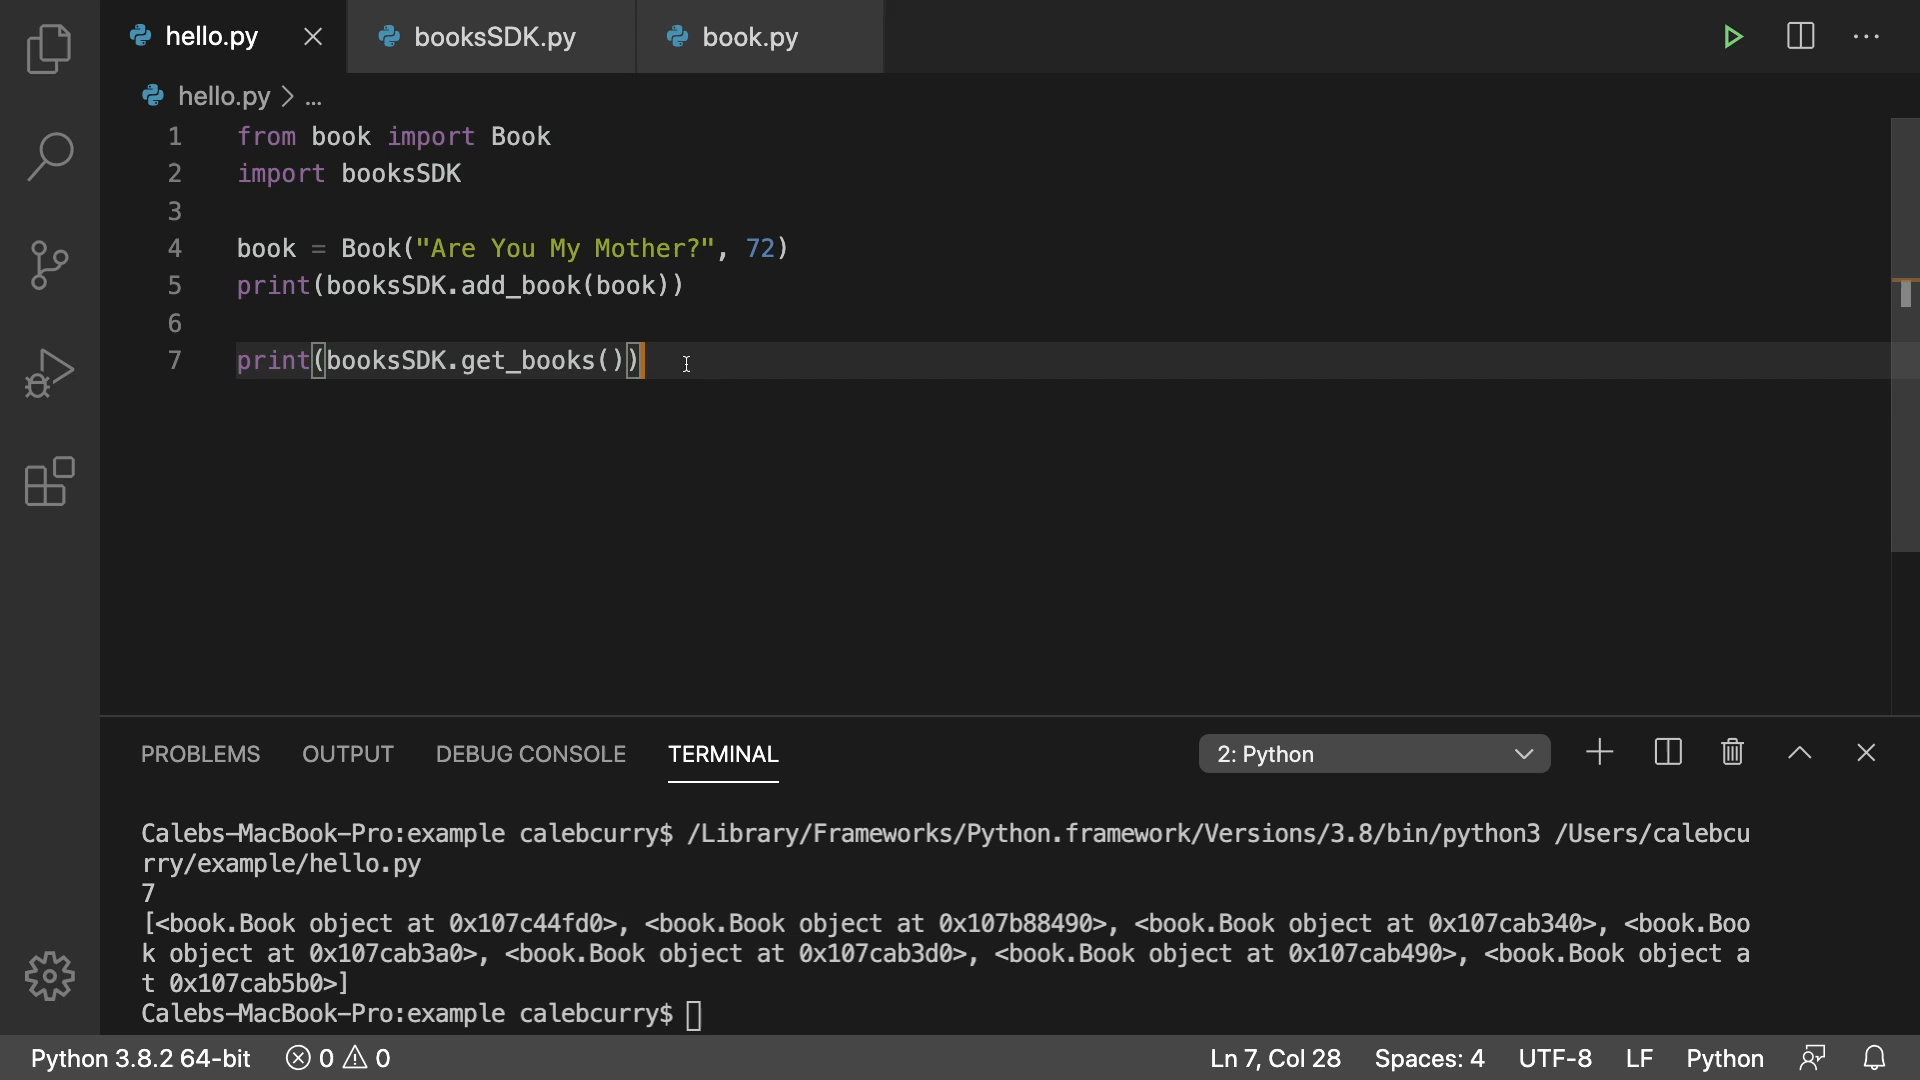 hello.py
booksSDK.py
book.py
hello.py > ...
1 from book import Book
2 import booksSDK
3
4 book = Book("Are You My Mother?", 72)
5 print(booksSDK.add_book(book))
6
7 print(booksSDK.get_books())
PROBLEMS OUTPUT DEBUG CONSOLE TERMINAL 2: Python
Calebs-MacBook-Pro:example calebcurry$ /Library/Frameworks/Python.framework/Versions/3.8/bin/python3 /Users/calebcu
rry/example/hello.py
7
[<book.Book object at 0x107c44fd0>, <book.Book object at 0x107b88490>, <book.Book object at 0x107cab340>, <book.Boo
k object at 0x107cab3a0>, <book.Book object at 0x107cab3d0>, <book.Book object at 0x107cab490>, <book.Book object a
t 0x107cab5b0>]
Calebs-MacBook-Pro:example calebcurry$
Python 3.8.2 64-bit 0 0 Ln 7, Col 28 Spaces: 4 UTF-8 LF Python